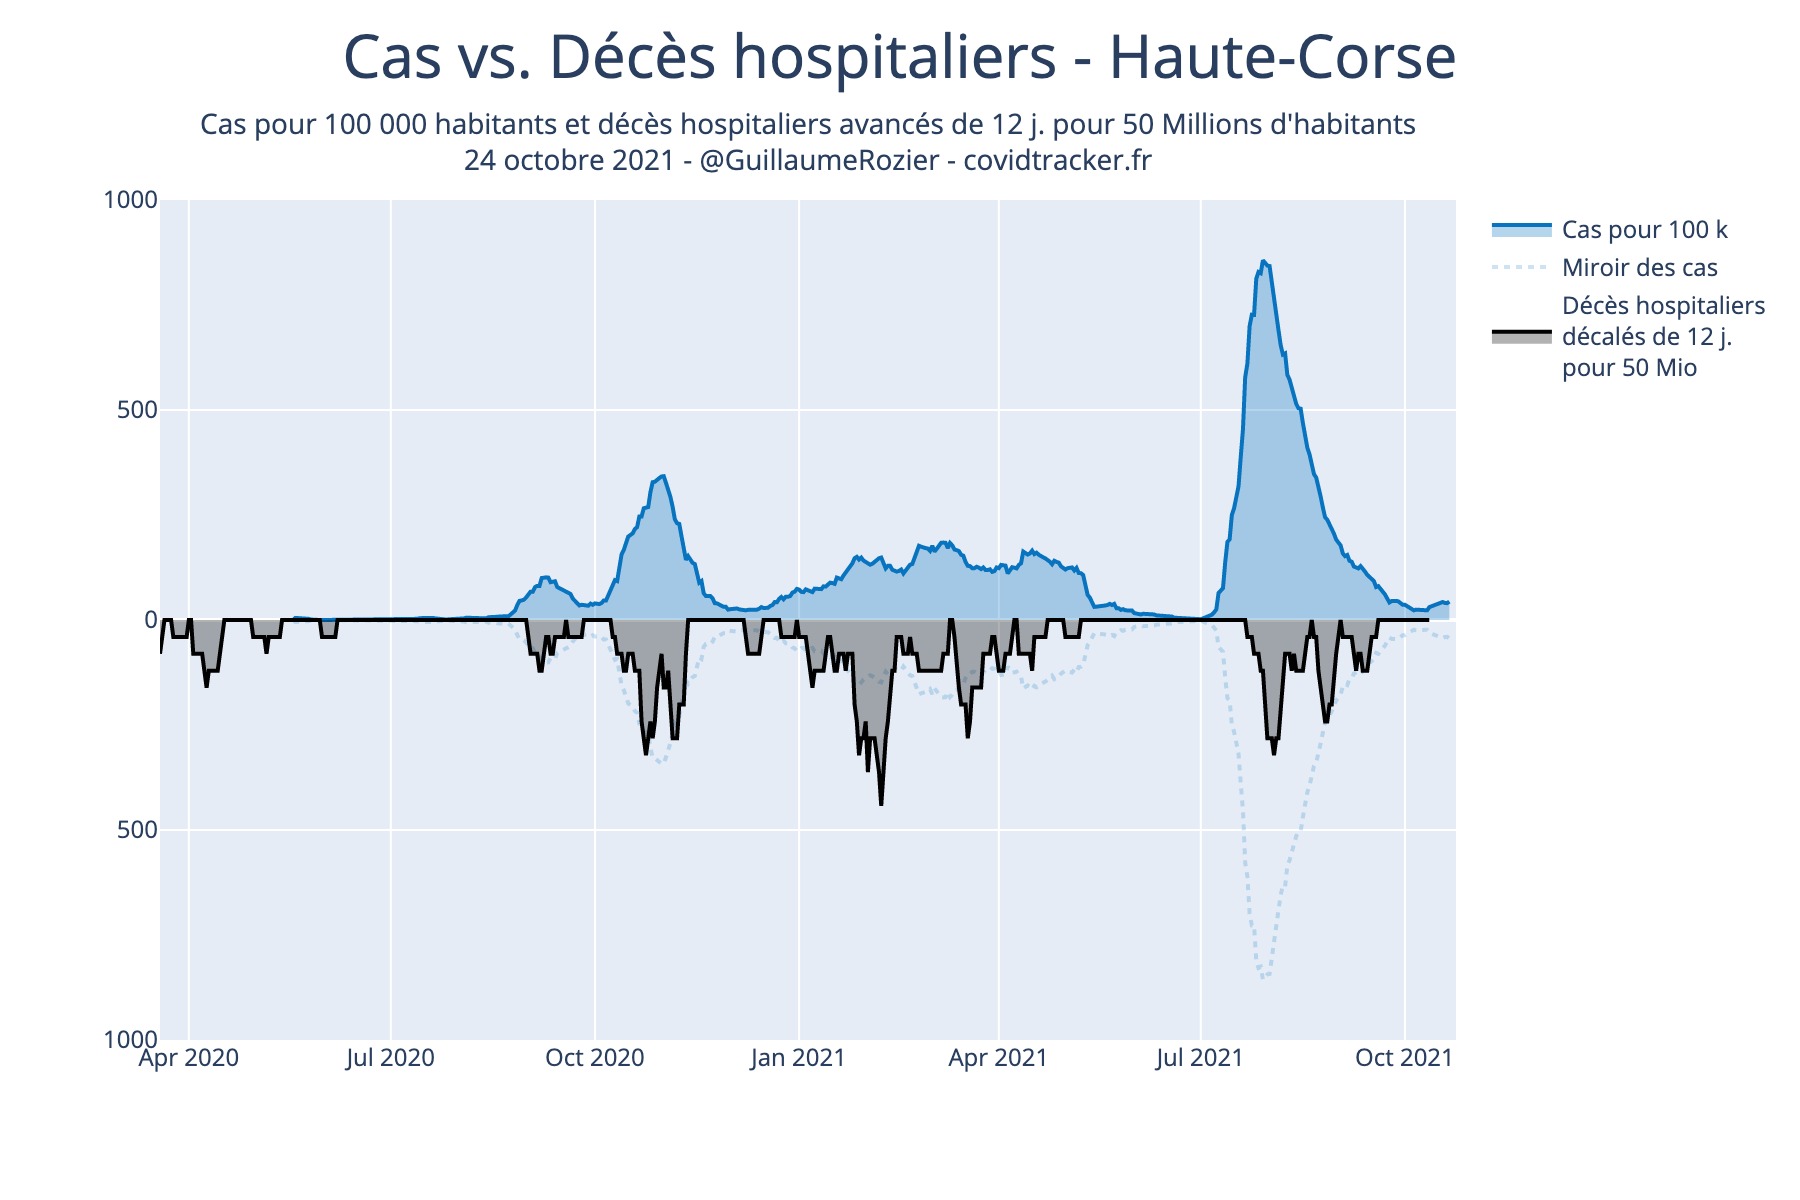 Cas vs. Décès hospitaliers - Haute-Corse
Cas pour 100 000 habitants et décès hospitaliers avancés de 12 j. pour 50 Millions d'habitants
24 octobre 2021 - @GuillaumeRozier - covidtracker.fr
1000
500
0
500
1000
Apr 2020
Jul 2020
Oct 2020
Jan 2021
Apr 2021
Jul 2021
Oct 2021
Cas pour 100 k
Miroir des cas
Décès hospitaliers
décalés de 12 j.
pour 50 Mio